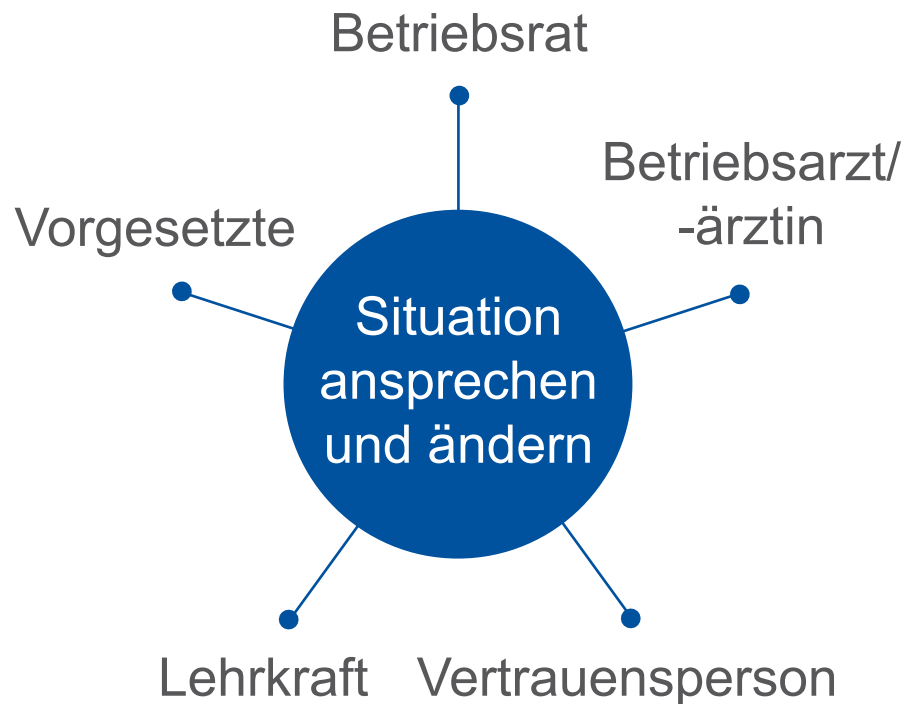 Betriebsrat
Betriebsarzt/
-ärztin
Vorgesetzte
Situation
ansprechen
und ändern
Lehrkraft
Vertrauensperson